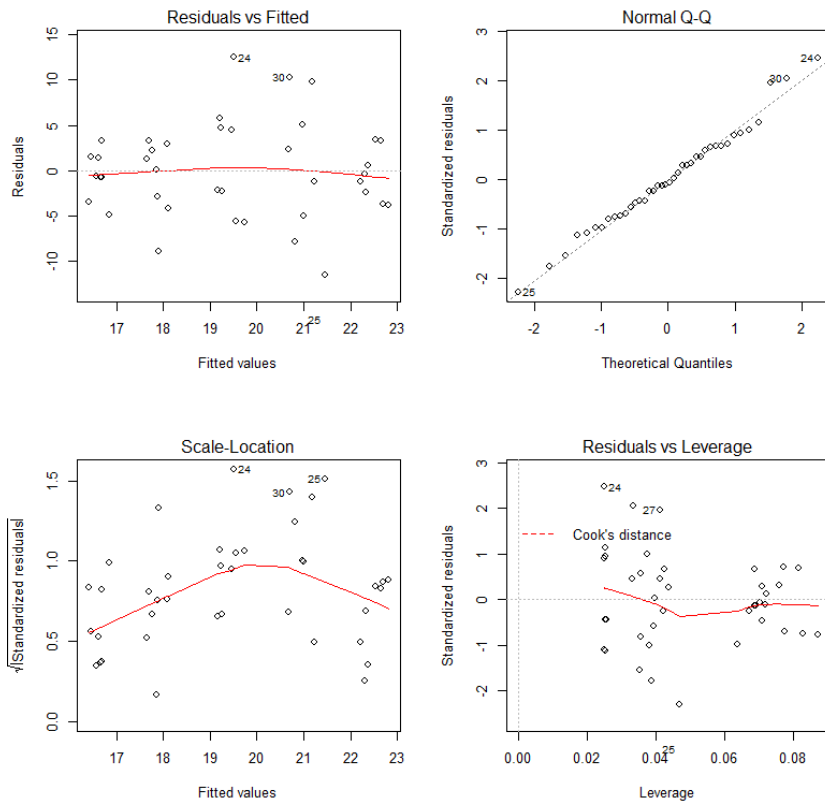 Residuals vs Fitted
Residuals
15
10
5
0
-5
-10
24
30
25
17 18 19 20 21 22 23
Fitted values
Normal Q-Q
Standardized residuals
3
2
1
0
-1
-2
24
30
25
-2 -1 0 1 2
Theoretical Quantiles
Scale-Location
√|Standardized residuals|
1.5
1.0
0.5
0.0
24
25
30
17 18 19 20 21 22 23
Fitted values
Residuals vs Leverage
Standardized residuals
3
2
1
0
-1
-2
24
27
Cook's distance
25
0.00 0.02 0.04 0.06 0.08
Leverage